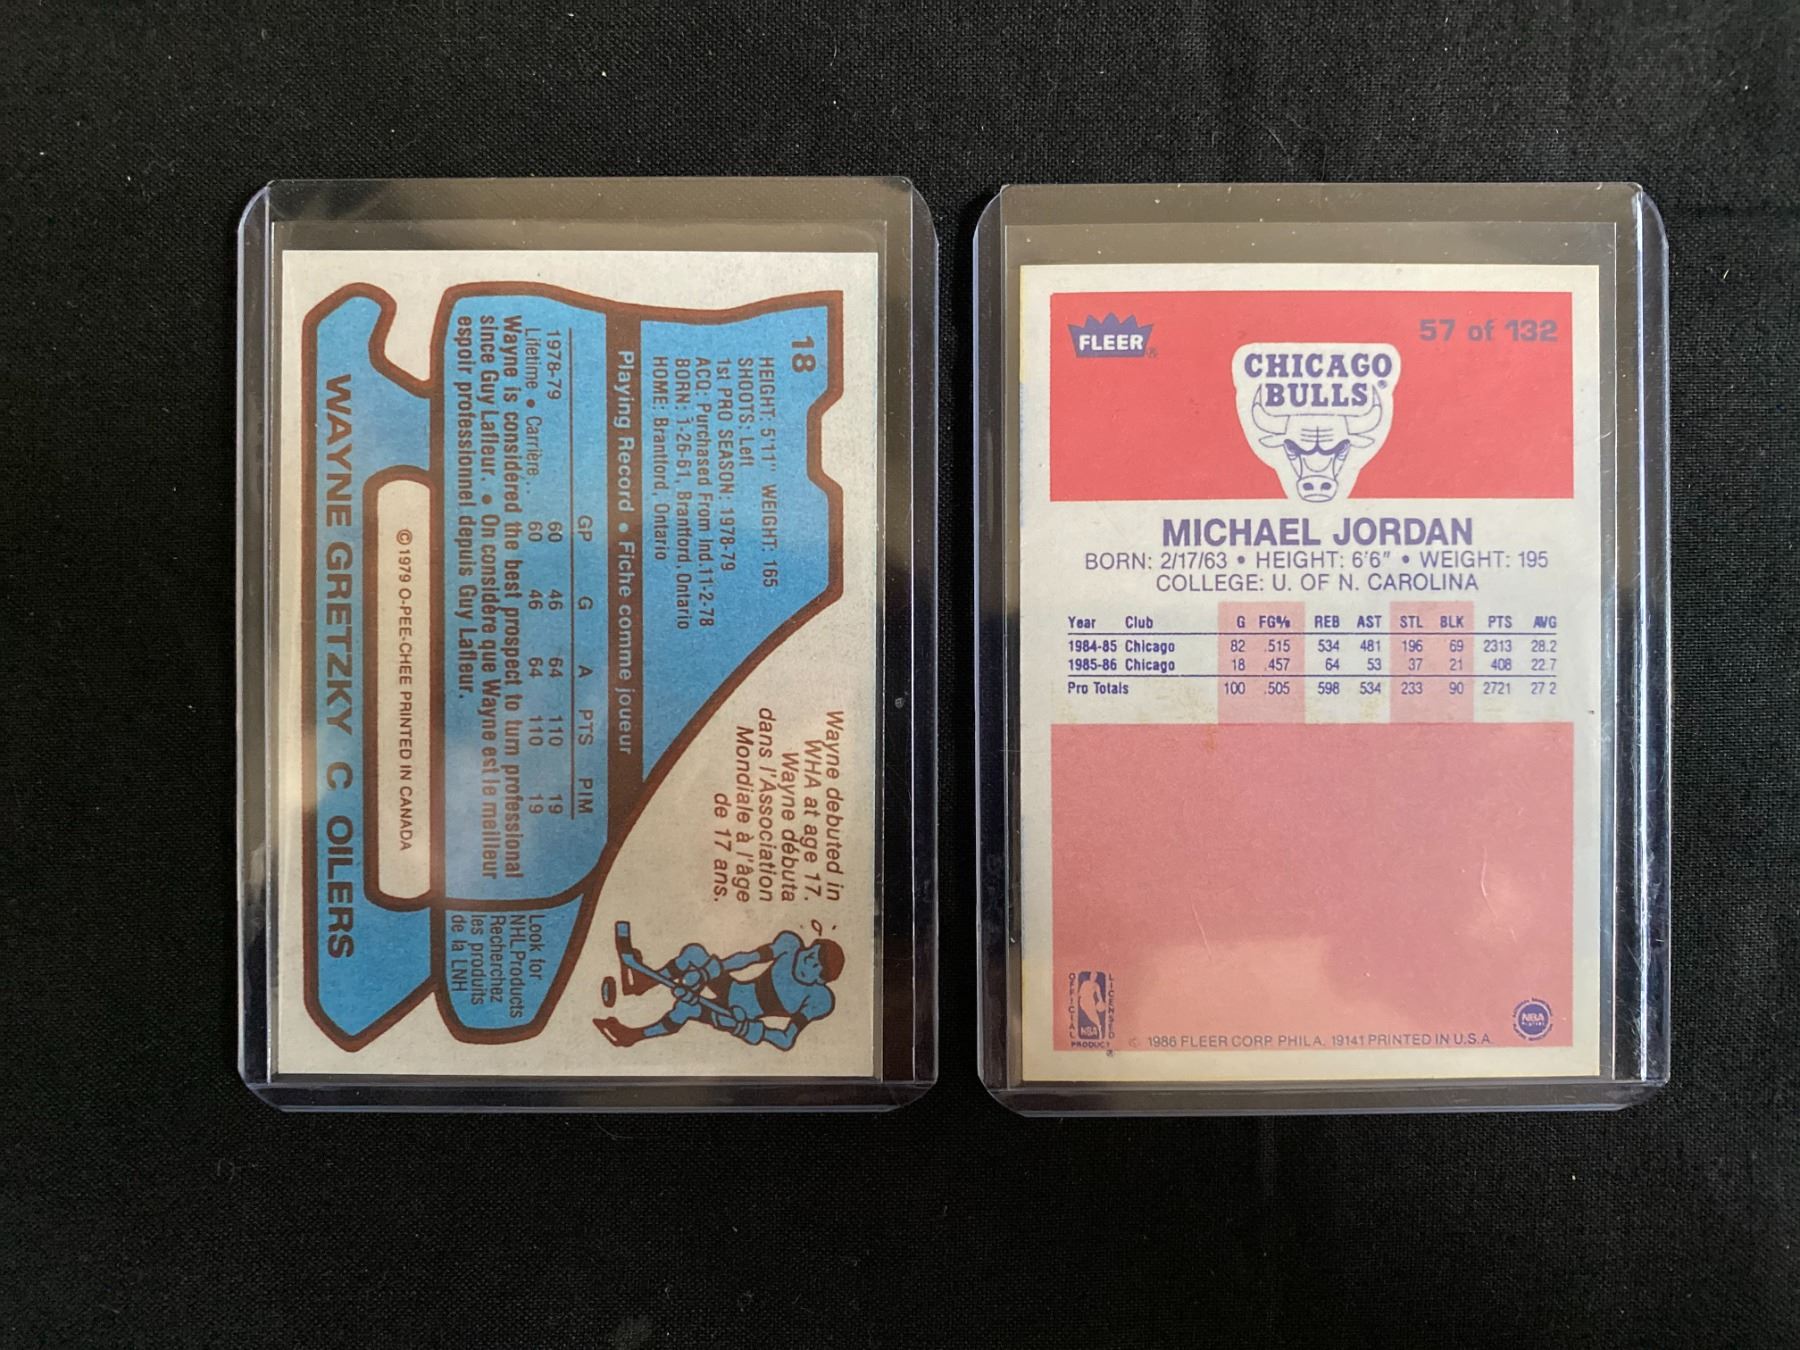 18
HEIGHT: 5'11" WEIGHT: 165
SHOOTS: Left
1st PRO SEASON: 1978-79
ACQ: Purchased From Ind. 11-2-78
BORN: 1-26-61, Brantford, Ontario
HOME: Brantford, Ontario
Wayne debuted in
WHA at age 17.
Wayne débuta
dans l'Association
Mondiale à l'âge
de 17 ans.
Playing Record • Fiche comme joueur
GP G A PTS PIM
1978-79 60 46 64 110 19
Lifetime • Carrière.. 60 46 64 110 19
Wayne is considered the best prospect to turn professional
since Guy Lafleur. • On considère que Wayne est le meilleur
espoir professionnel depuis Guy Lafleur.
Look for
NHL Products
Recherchez
les produits
de la LNH
©1979 O-PEE-CHEE PRINTED IN CANADA
WAYNE GRETZKY C OILERS
FLEER®
57 of 132
CHICAGO
BULLS®
MICHAEL JORDAN
BORN: 2/17/63 • HEIGHT: 6'6" • WEIGHT: 195
COLLEGE: U. OF N. CAROLINA
Year Club G FG% REB AST STL BLK PTS AVG
1984-85 Chicago 82 .515 534 481 196 69 2313 28.2
1985-86 Chicago 18 .457 64 53 37 21 408 22.7
Pro Totals 100 .505 598 534 233 90 2721 27 2
OFFICIAL LICENSED
NBA
PRODUCT ®
© 1986 FLEER CORP PHILA. 19141 PRINTED IN U.S.A.
NBA